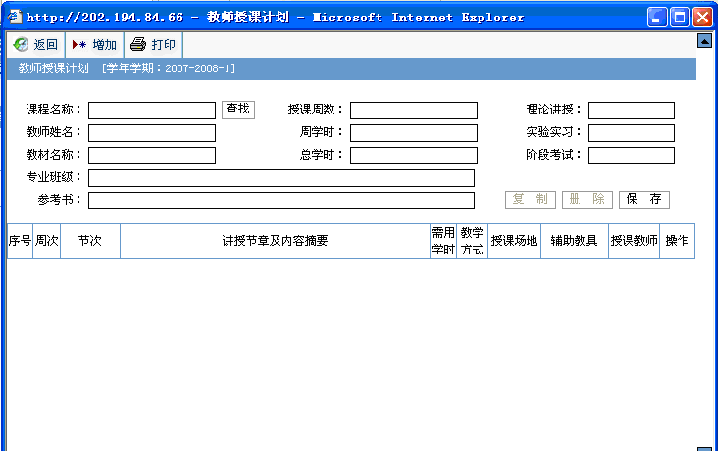 http://202.194.84.66 - 教师授课计划 - Microsoft Internet Explorer
返回 增加 打印
教师授课计划 [学年学期：2007-2008-1]
课程名称： 查找 授课周数： 理论讲授：
教师姓名： 周学时： 实验实习：
教材名称： 总学时： 阶段考试：
专业班级：
参考书： 复 制 删 除 保 存
序号 周次 节次 讲授节章及内容摘要 需用学时 教学方式 授课场地 辅助教具 授误教师 操作